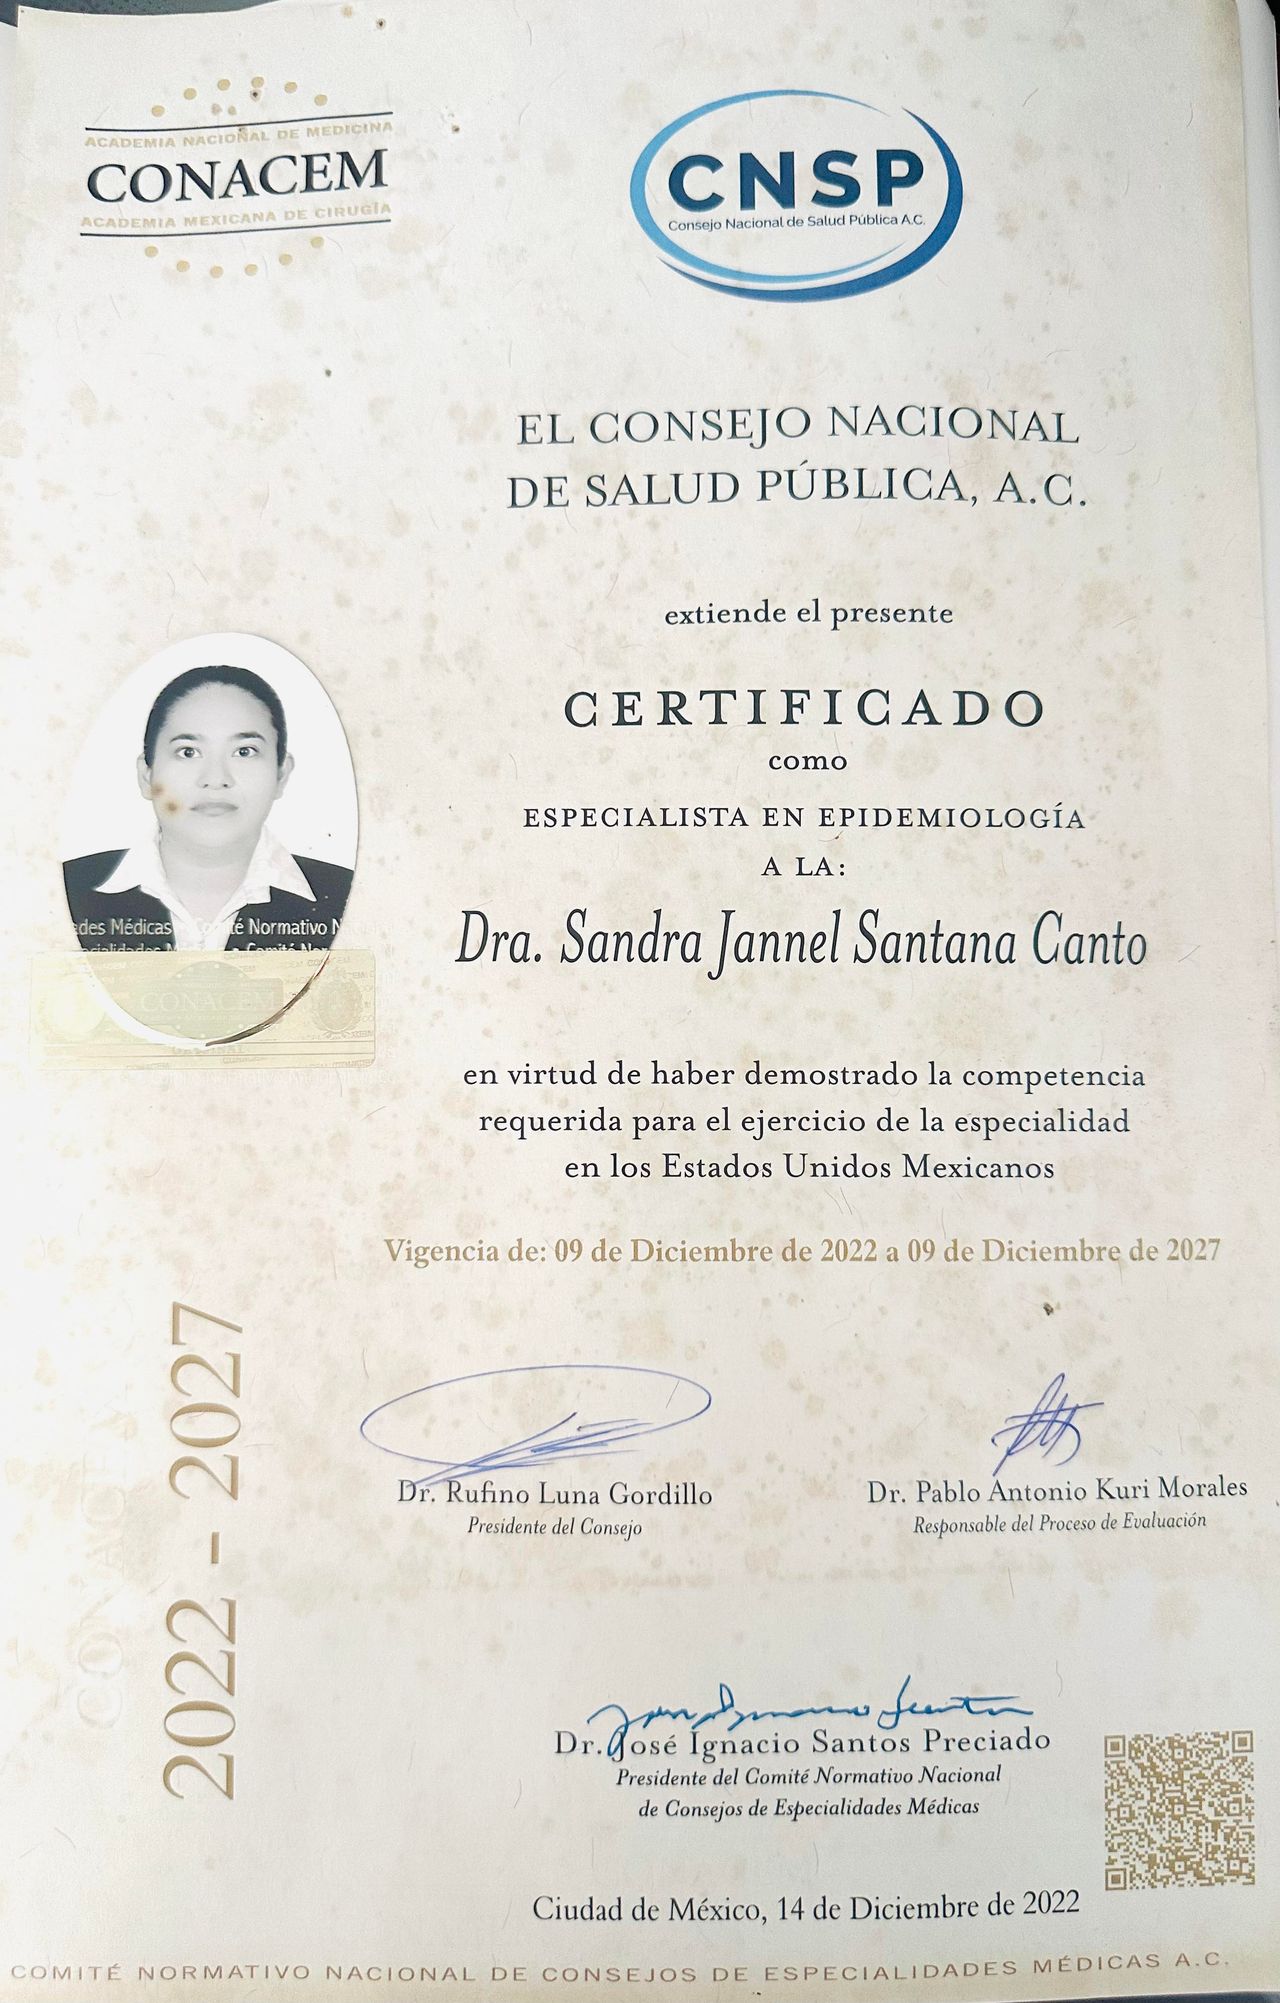 ACADEMIA NACIONAL DE MEDICINA
CONACEM
ACADEMIA MEXICANA DE CIRUGÍA
CNSP
Consejo Nacional de Salud Pública A.C.
EL CONSEJO NACIONAL
DE SALUD PÚBLICA, A.C.
extiende el presente
CERTIFICADO
como
ESPECIALISTA EN EPIDEMIOLOGÍA
A LA:
Dra. Sandra Jannel Santana Canto
des Médicas Comité Normativo N
CONACEM
en virtud de haber demostrado la competencia
requerida para el ejercicio de la especialidad
en los Estados Unidos Mexicanos
Vigencia de: 09 de Diciembre de 2022 a 09 de Diciembre de 2027
2022 - 2027
Dr. Rufino Luna Gordillo
Presidente del Consejo
Dr. Pablo Antonio Kuri Morales
Responsable del Proceso de Evaluación
Dr. José Ignacio Santos Preciado
Presidente del Comité Normativo Nacional
de Consejos de Especialidades Médicas
Ciudad de México, 14 de Diciembre de 2022
COMITÉ NORMATIVO NACIONAL DE CONSEJOS DE ESPECIALIDADES MÉDICAS A.C.